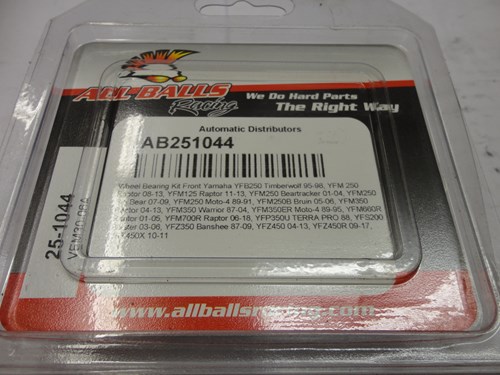 ALL BALLS
Racing
We Do Hard Parts
The Right Way
Automatic Distributors
AB251044
Wheel Bearing Kit Front Yamaha YFB250 Timberwolf 95-98, YFM 250
Raptor 08-13, YFM125 Raptor 11-13, YFM250 Beartracker 01-04, YFM250
Bear 07-09, YFM250 Moto-4 89-91, YFM250B Bruin 05-06, YFM350
04-13, YFM350 Warrior 87-04, YFM350ER Moto-4 89-95, YFM660R
Raptor 01-05, YFM700R Raptor 06-18, YFP350U TERRA PRO 88, YFS200
03-06, YFZ350 Banshee 87-09, YFZ450 04-13, YFZ450R 09-17,
YFZ450X 10-11
25-1044
www.allballsracing.com